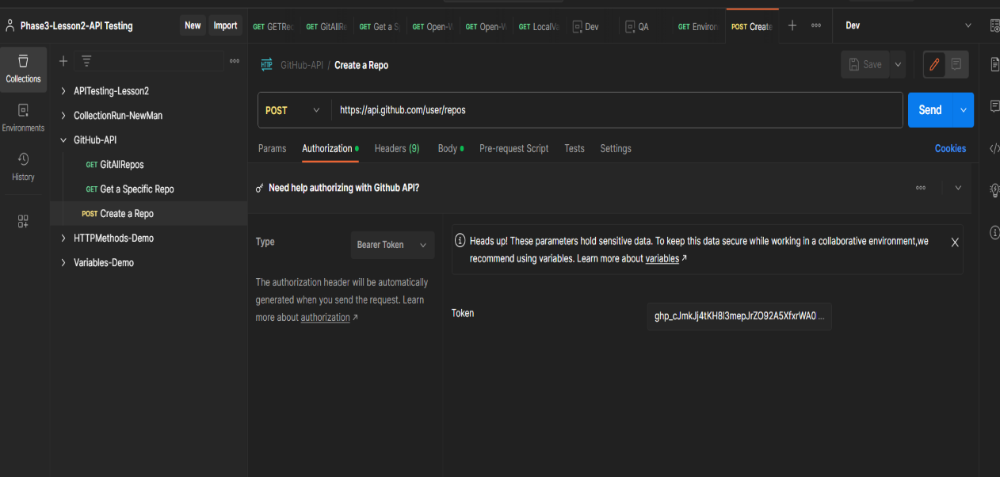 Phase3-Lesson2-API Testing
New
Import
GET GETRec
GET GitAllRe
GET Get a S
GET Open-W
GET Open-W
GET LocalVa
Dev
QA
GET Environ
POST Create
Dev
Collections
Environments
History
APITesting-Lesson2
CollectionRun-NewMan
GitHub-API
GET GitAllRepos
GET Get a Specific Repo
POST Create a Repo
HTTPMethods-Demo
Variables-Demo
HTTP GitHub-API / Create a Repo
Save
POST
https://api.github.com/user/repos
Send
Params
Authorization
Headers (9)
Body
Pre-request Script
Tests
Settings
Cookies
Need help authorizing with Github API?
Type
Bearer Token
The authorization header will be automatically
generated when you send the request. Learn
more about authorization ↗
Heads up! These parameters hold sensitive data. To keep this data secure while working in a collaborative environment,we
recommend using variables. Learn more about variables ↗
Token
ghp_cJmkJj4tKH8I3mepJrZO92A5XfxrWA0 ...